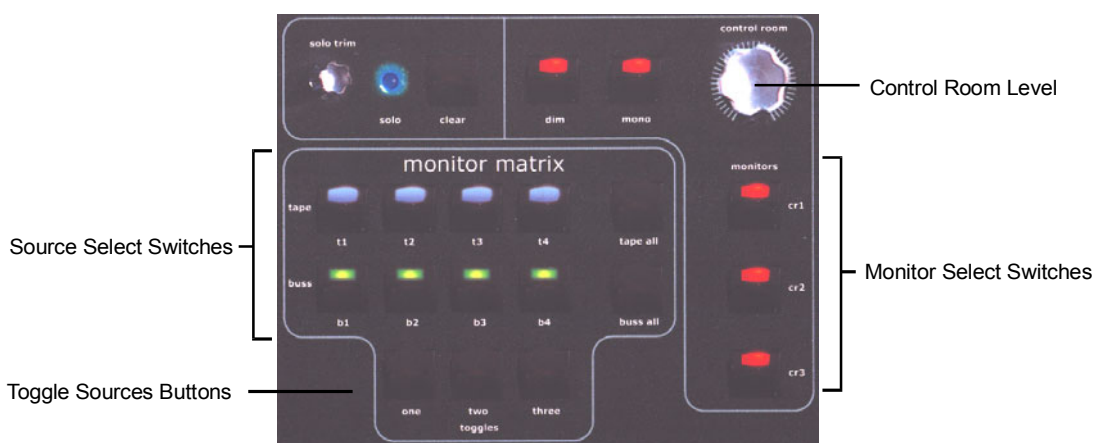 control room
solo trim
Control Room Level
solo clear dim mono
monitor matrix
monitors
tape
cr1
t1 t2 t3 t4 tape all
Source Select Switches
Monitor Select Switches
buss
cr2
b1 b2 b3 b4 buss all
cr3
Toggle Sources Buttons
one two three
toggles